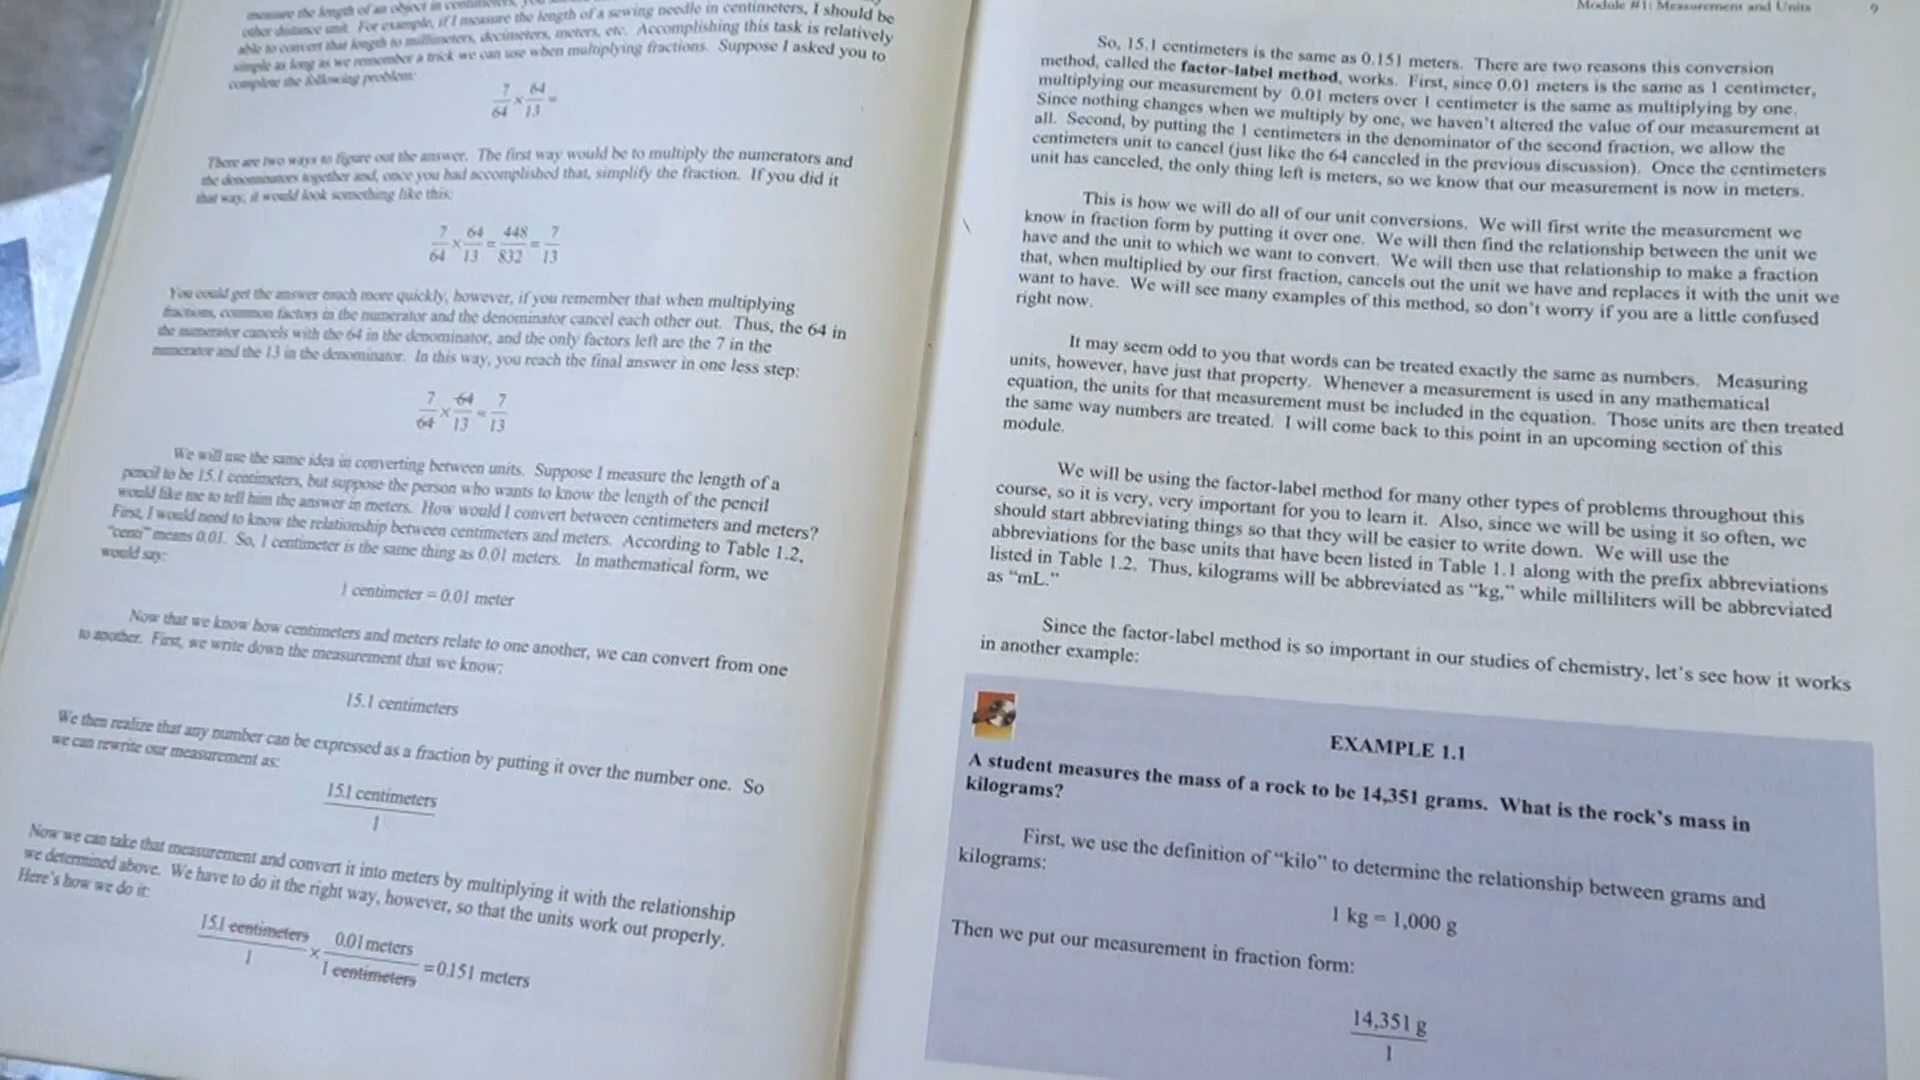 measure the length of an object in centimeters, you
other distance unit. For example, if I measure the length of a sewing needle in centimeters, I should be
able to convert that length to millimeters, decimeters, meters, etc. Accomplishing this task is relatively
simple as long as we remember a trick we can use when multiplying fractions. Suppose I asked you to
complete the following problem:
7/64 × 64/13 =
There are two ways to figure out the answer. The first way would be to multiply the numerators and
the denominators together and, once you had accomplished that, simplify the fraction. If you did it
that way, it would look something like this:
7/64 × 64/13 = 448/832 = 7/13
You could get the answer much more quickly, however, if you remember that when multiplying
fractions, common factors in the numerator and the denominator cancel each other out. Thus, the 64 in
the numerator cancels with the 64 in the denominator, and the only factors left are the 7 in the
numerator and the 13 in the denominator. In this way, you reach the final answer in one less step:
7/64 × 64/13 = 7/13
We will use the same idea in converting between units. Suppose I measure the length of a
pencil to be 15.1 centimeters, but suppose the person who wants to know the length of the pencil
would like me to tell him the answer in meters. How would I convert between centimeters and meters?
First, I would need to know the relationship between centimeters and meters. According to Table 1.2,
"centi" means 0.01. So, 1 centimeter is the same thing as 0.01 meters. In mathematical form, we
would say:
1 centimeter = 0.01 meter
Now that we know how centimeters and meters relate to one another, we can convert from one
to another. First, we write down the measurement that we know:
15.1 centimeters
We then realize that any number can be expressed as a fraction by putting it over the number one. So
we can rewrite our measurement as:
15.1 centimeters
1
Now we can take that measurement and convert it into meters by multiplying it with the relationship
we determined above. We have to do it the right way, however, so that the units work out properly.
Here's how we do it:
15.1 centimeters/1 × 0.01 meters/1 centimeters = 0.151 meters
Module #1: Measurement and Units 9
So, 15.1 centimeters is the same as 0.151 meters. There are two reasons this conversion
method, called the factor-label method, works. First, since 0.01 meters is the same as 1 centimeter,
multiplying our measurement by 0.01 meters over 1 centimeter is the same as multiplying by one.
Since nothing changes when we multiply by one, we haven't altered the value of our measurement at
all. Second, by putting the 1 centimeters in the denominator of the second fraction, we allow the
centimeters unit to cancel (just like the 64 canceled in the previous discussion). Once the centimeters
unit has canceled, the only thing left is meters, so we know that our measurement is now in meters.
This is how we will do all of our unit conversions. We will first write the measurement we
know in fraction form by putting it over one. We will then find the relationship between the unit we
have and the unit to which we want to convert. We will then use that relationship to make a fraction
that, when multiplied by our first fraction, cancels out the unit we have and replaces it with the unit we
want to have. We will see many examples of this method, so don't worry if you are a little confused
right now.
It may seem odd to you that words can be treated exactly the same as numbers. Measuring
units, however, have just that property. Whenever a measurement is used in any mathematical
equation, the units for that measurement must be included in the equation. Those units are then treated
the same way numbers are treated. I will come back to this point in an upcoming section of this
module.
We will be using the factor-label method for many other types of problems throughout this
course, so it is very, very important for you to learn it. Also, since we will be using it so often, we
should start abbreviating things so that they will be easier to write down. We will use the
abbreviations for the base units that have been listed in Table 1.1 along with the prefix abbreviations
listed in Table 1.2. Thus, kilograms will be abbreviated as "kg," while milliliters will be abbreviated
as "mL."
Since the factor-label method is so important in our studies of chemistry, let's see how it works
in another example:
EXAMPLE 1.1
A student measures the mass of a rock to be 14,351 grams. What is the rock's mass in
kilograms?
First, we use the definition of "kilo" to determine the relationship between grams and
kilograms:
1 kg = 1,000 g
Then we put our measurement in fraction form:
14,351 g
1